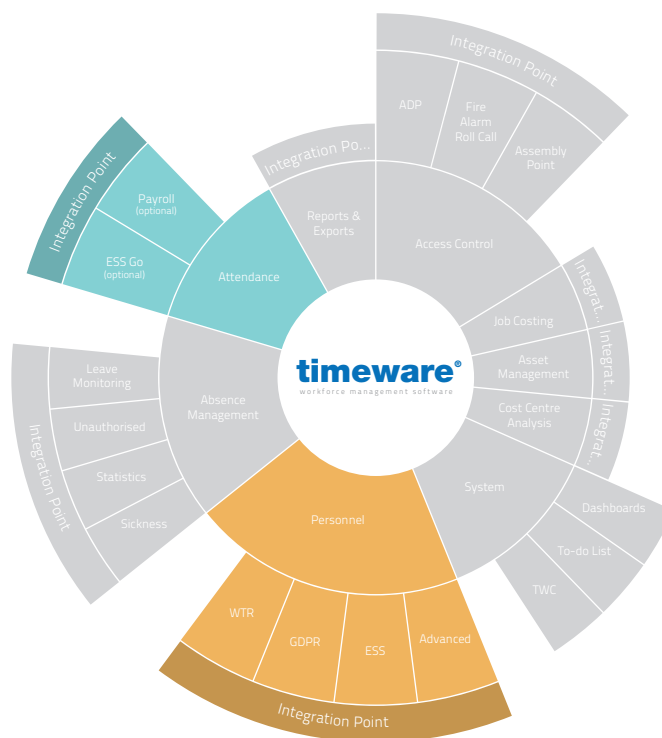 Integration Point
ADP
Fire
Alarm
Roll Call
Assembly
Point
Access Control
Integration Po...
Reports &
Exports
Integration Point
Payroll
(optional)
ESS Go
(optional)
Attendance
Integrat...
Job Costing
Integrat...
Asset
Management
Integrat...
Cost Centre
Analysis
timeware®
workforce management software
Absence
Management
Leave
Monitoring
Unauthorised
Statistics
Sickness
Integration Point
System
Dashboards
To-do List
TWC
Personnel
WTR
GDPR
ESS
Advanced
Integration Point